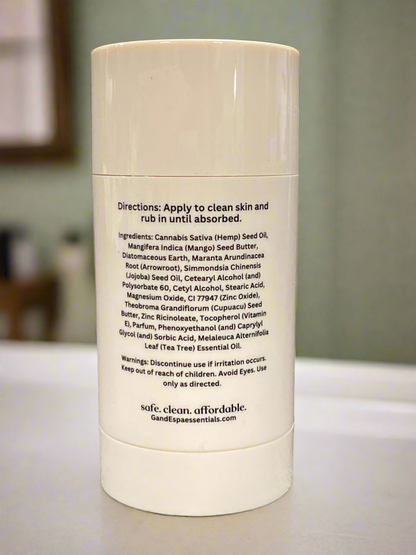 Directions: Apply to clean skin and
rub in until absorbed.
Ingredients: Cannabis Sativa (Hemp) Seed Oil,
Mangifera Indica (Mango) Seed Butter,
Diatomaceous Earth, Maranta Arundinacea
Root (Arrowroot), Simmondsia Chinensis
(Jojoba) Seed Oil, Cetearyl Alcohol (and)
Polysorbate 60, Cetyl Alcohol, Stearic Acid,
Magnesium Oxide, CI 77947 (Zinc Oxide),
Theobroma Grandiflorum (Cupuacu) Seed
Butter, Zinc Ricinoleate, Tocopherol (Vitamin
E), Parfum, Phenoxyethanol (and) Caprylyl
Glycol (and) Sorbic Acid, Melaleuca Alternifolia
Leaf (Tea Tree) Essential Oil.
Warnings: Discontinue use if irritation occurs.
Keep out of reach of children. Avoid Eyes. Use
only as directed.
safe. clean. affordable.
GandEspaessentials.com